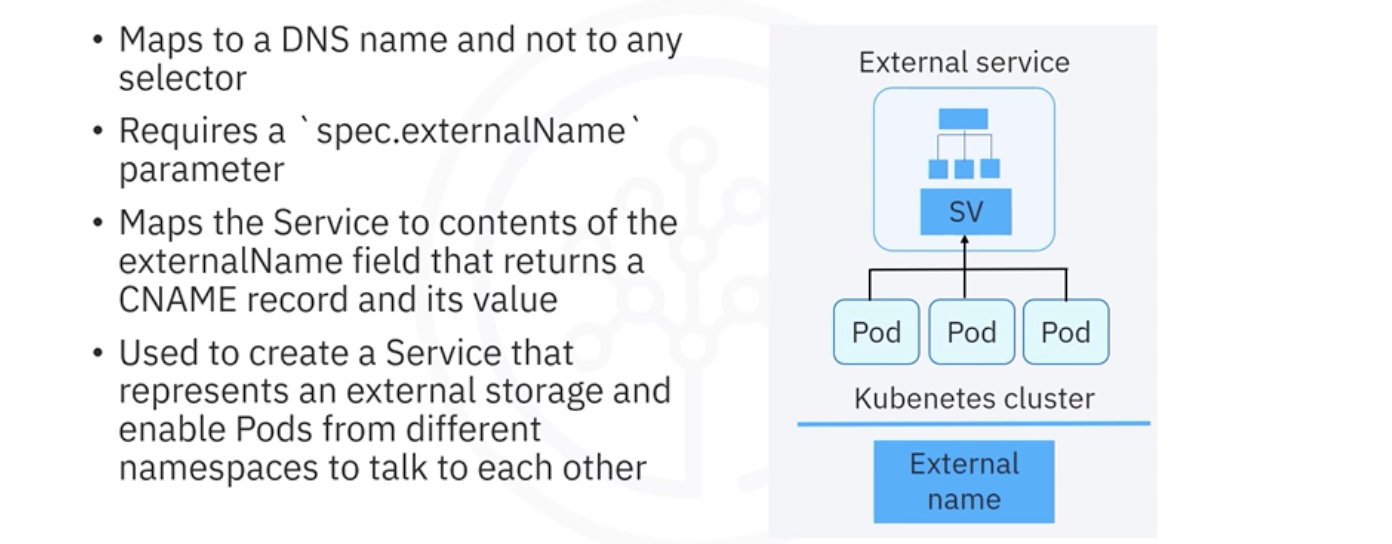 • Maps to a DNS name and not to any
selector
• Requires a `spec.externalName`
parameter
• Maps the Service to contents of the
externalName field that returns a
CNAME record and its value
• Used to create a Service that
represents an external storage and
enable Pods from different
namespaces to talk to each other
External service
SV
Pod Pod Pod
Kubenetes cluster
External
name